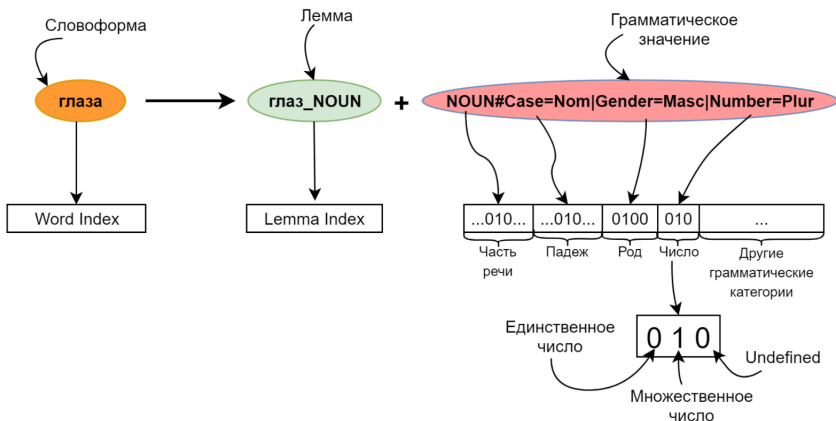 Словоформа
Лемма
Грамматическое
значение
глаза
глаз_NOUN
+
NOUN#Case=Nom|Gender=Masc|Number=Plur
Word Index
Lemma Index
...010...
...010...
0100
010
...
Часть
речи
Падеж
Род
Число
Другие
грамматические
категории
Единственное
число
0 1 0
Undefined
Множественное
число